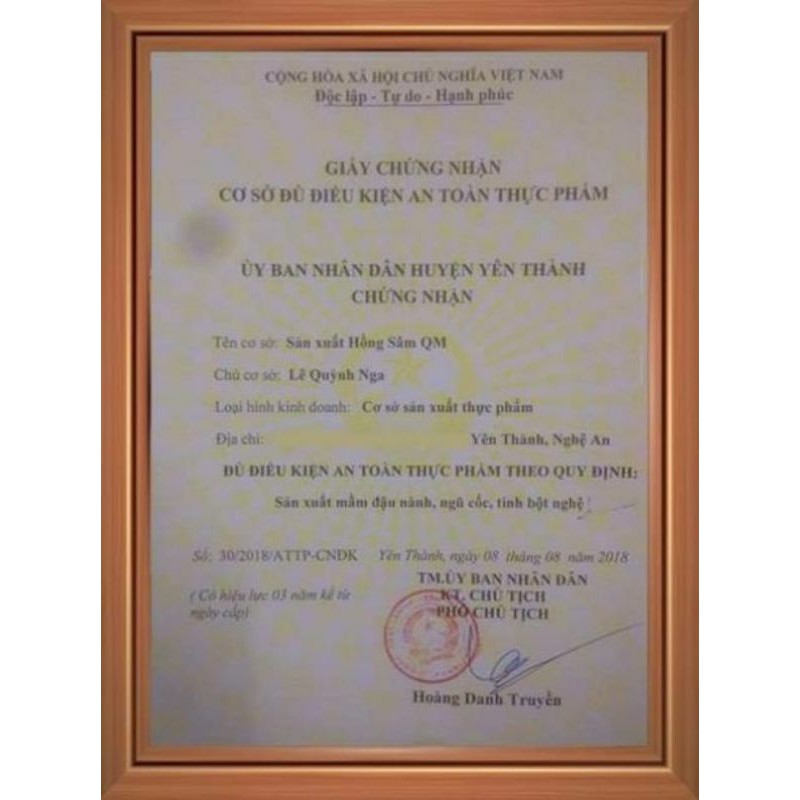 CỘNG HÒA XÃ HỘI CHỦ NGHĨA VIỆT NAM
Độc lập - Tự do - Hạnh phúc
GIẤY CHỨNG NHẬN
CƠ SỞ ĐỦ ĐIỀU KIỆN AN TOÀN THỰC PHẨM
ỦY BAN NHÂN DÂN HUYỆN YÊN THÀNH
CHỨNG NHẬN
Tên cơ sở: Sản xuất Hồng Sâm QM
Chủ cơ sở: Lê Quỳnh Nga
Loại hình kinh doanh: Cơ sở sản xuất thực phẩm
Địa chỉ: Yên Thành, Nghệ An
ĐỦ ĐIỀU KIỆN AN TOÀN THỰC PHẨM THEO QUY ĐỊNH:
Sản xuất mầm đậu nành, ngũ cốc, tinh bột nghệ
Số: 30/2018/ATTP-CNĐK Yên Thành, ngày 08 tháng 08 năm 2018
TM.ỦY BAN NHÂN DÂN
( Có hiệu lực 03 năm kể từ KT. CHỦ TỊCH
ngày cấp) PHÓ CHỦ TỊCH
Hoàng Danh Truyền